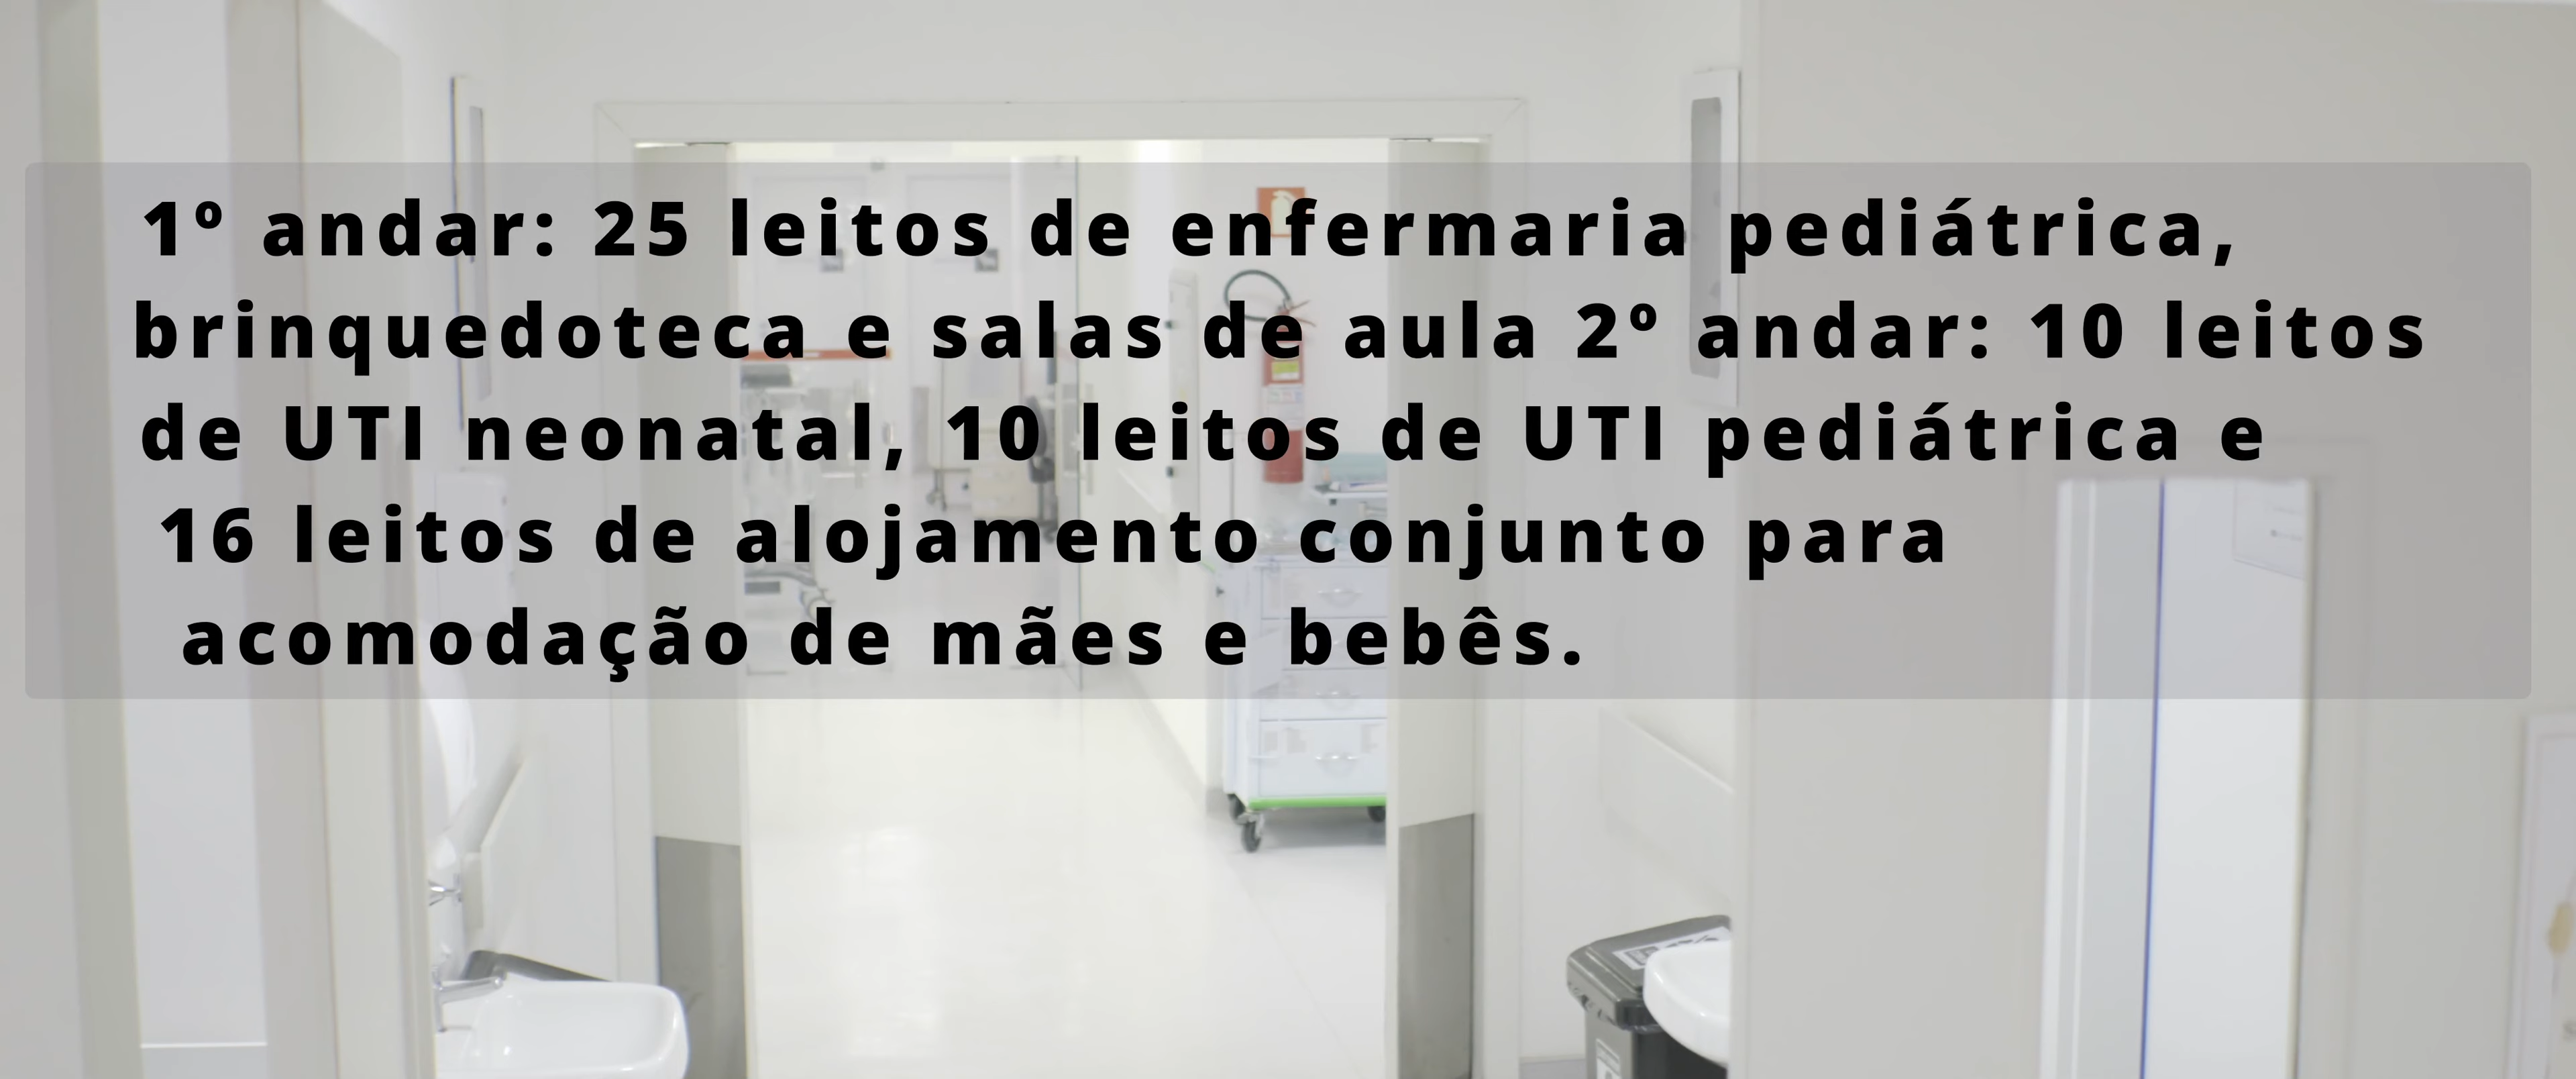 1º andar: 25 leitos de enfermaria pediátrica,
brinquedoteca e salas de aula 2º andar: 10 leitos
de UTI neonatal, 10 leitos de UTI pediátrica e
16 leitos de alojamento conjunto para
acomodação de mães e bebês.